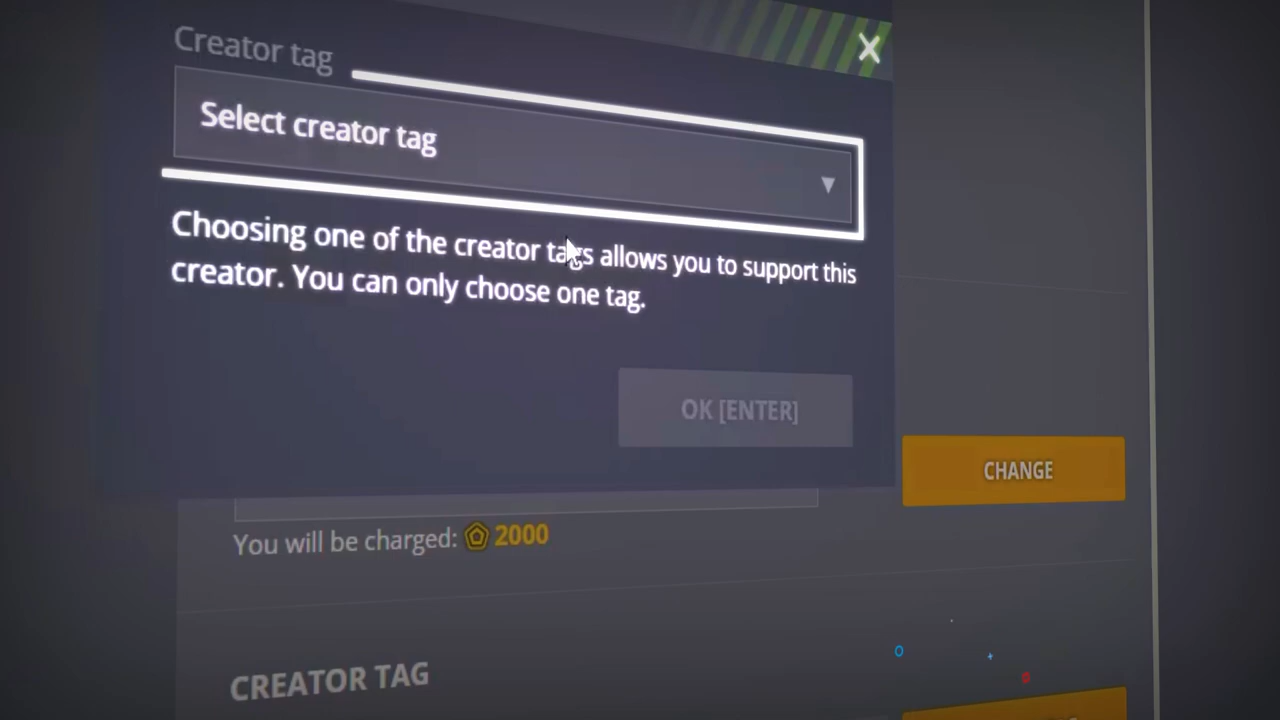 Creator tag
X
Select creator tag
Choosing one of the creator tags allows you to support this
creator. You can only choose one tag.
OK [ENTER]
CHANGE
You will be charged: 2000
CREATOR TAG